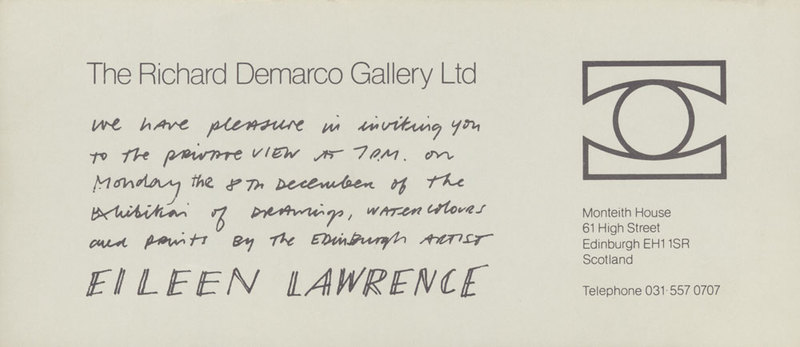 The Richard Demarco Gallery Ltd
We have pleasure in inviting you
to the private view at 7 p.m. on
Monday the 8th December of the
Exhibition of Drawings, watercolours
and prints by the Edinburgh artist
EILEEN LAWRENCE
Monteith House
61 High Street
Edinburgh EH1 1SR
Scotland
Telephone 031-557 0707